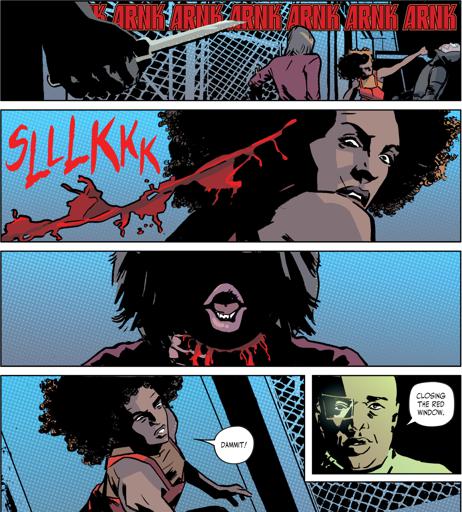 K ARNK ARNK ARNK ARNK ARNK ARNK
SLLLKKK
DAMMIT!
CLOSING
THE RED
WINDOW.